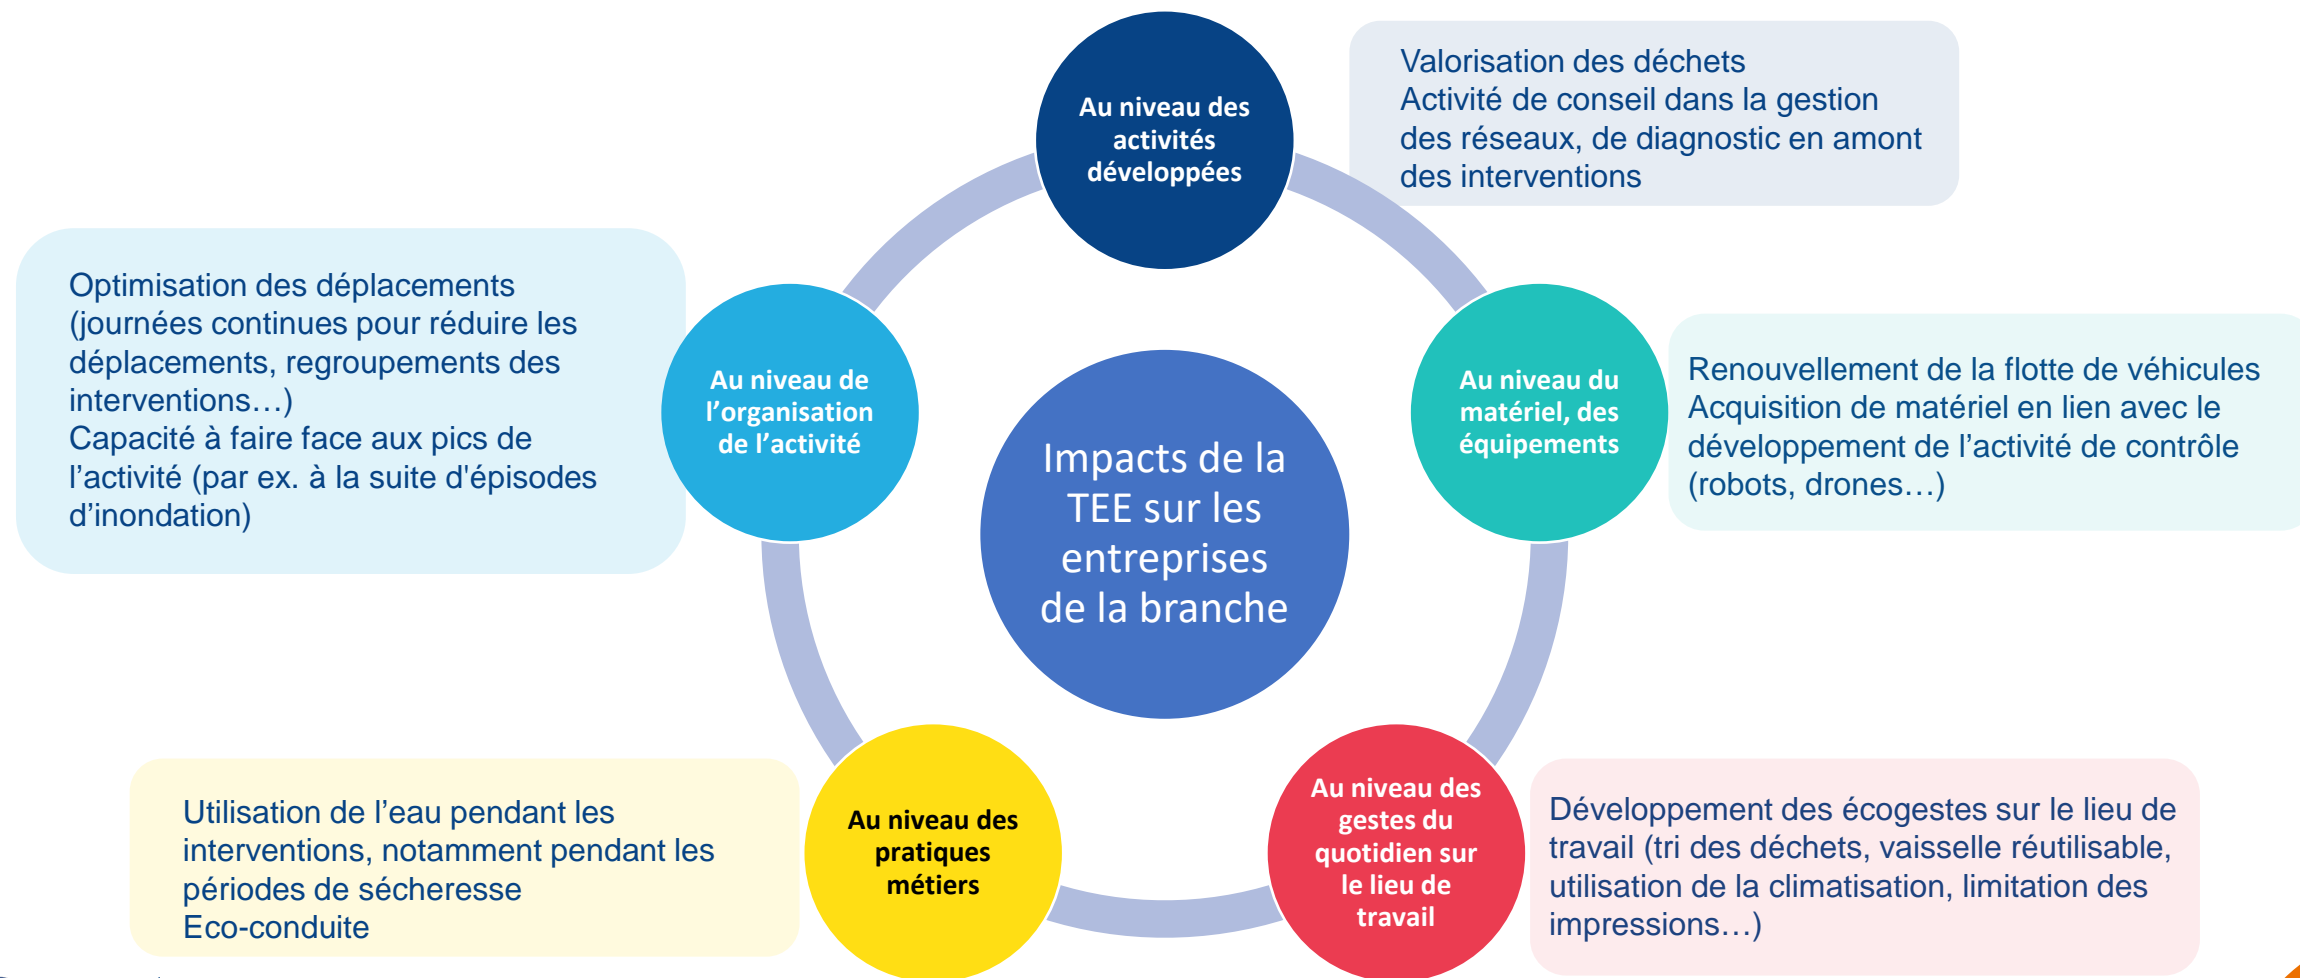 Au niveau des
activités
développées
Valorisation des déchets
Activité de conseil dans la gestion
des réseaux, de diagnostic en amont
des interventions
Au niveau du
matériel, des
équipements
Renouvellement de la flotte de véhicules
Acquisition de matériel en lien avec le
développement de l’activité de contrôle
(robots, drones…)
Au niveau des
gestes du
quotidien sur
le lieu de
travail
Développement des écogestes sur le lieu de
travail (tri des déchets, vaisselle réutilisable,
utilisation de la climatisation, limitation des
impressions…)
Au niveau des
pratiques
métiers
Utilisation de l’eau pendant les
interventions, notamment pendant les
périodes de sécheresse
Eco-conduite
Au niveau de
l’organisation
de l’activité
Optimisation des déplacements
(journées continues pour réduire les
déplacements, regroupements des
interventions…)
Capacité à faire face aux pics de
l’activité (par ex. à la suite d'épisodes
d’inondation)
Impacts de la
TEE sur les
entreprises
de la branche